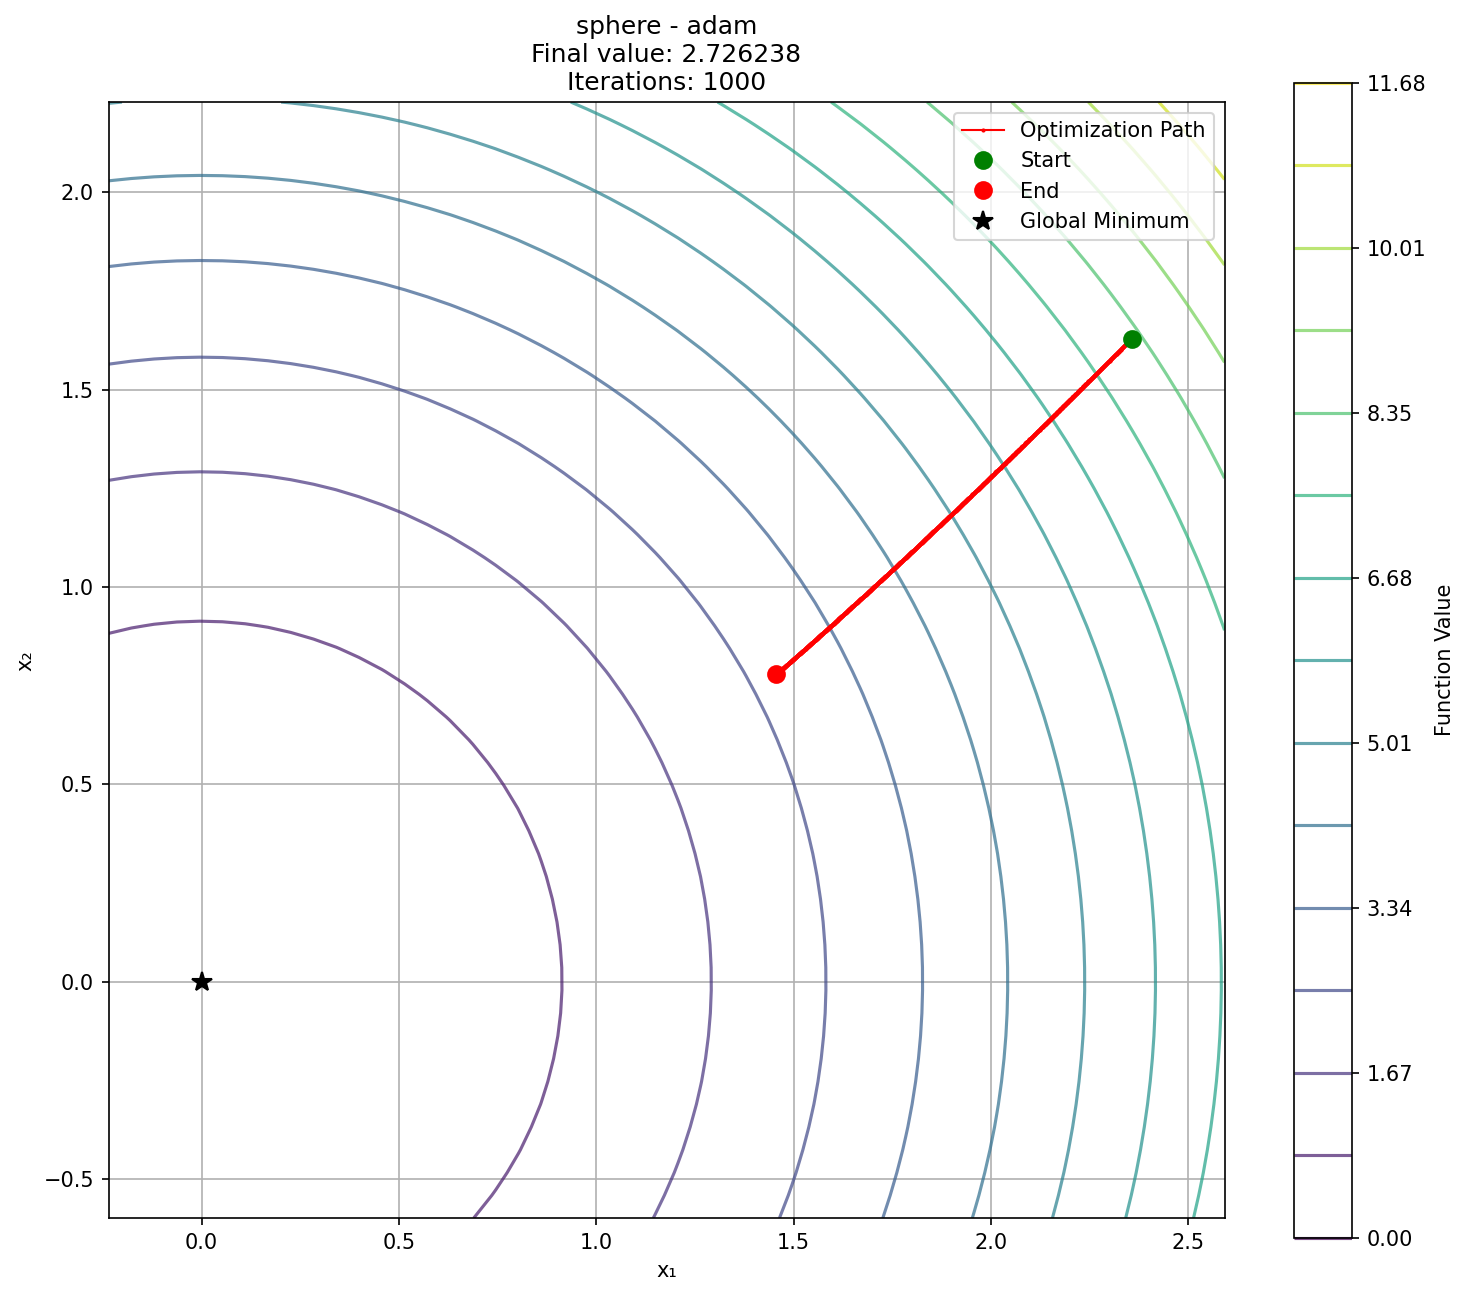 sphere - adam
Final value: 2.726238
Iterations: 1000
Optimization Path
Start
End
Global Minimum
2.0
1.5
1.0
0.5
0.0
−0.5
x₂
0.0 0.5 1.0 1.5 2.0 2.5
x₁
11.68
10.01
8.35
6.68
5.01
3.34
1.67
0.00
Function Value